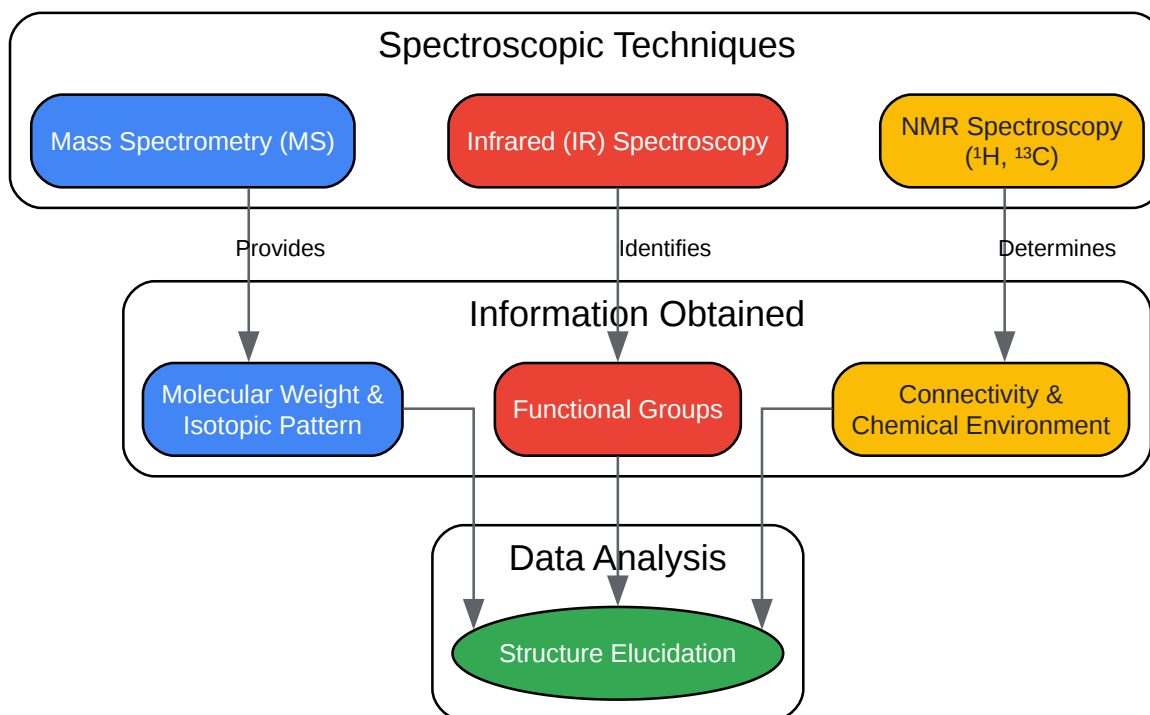 Spectroscopic Techniques
Mass Spectrometry (MS)
Infrared (IR) Spectroscopy
NMR Spectroscopy
(¹H, ¹³C)
Provides
Identifies
Determines
Information Obtained
Molecular Weight &
Isotopic Pattern
Functional Groups
Connectivity &
Chemical Environment
Data Analysis
Structure Elucidation